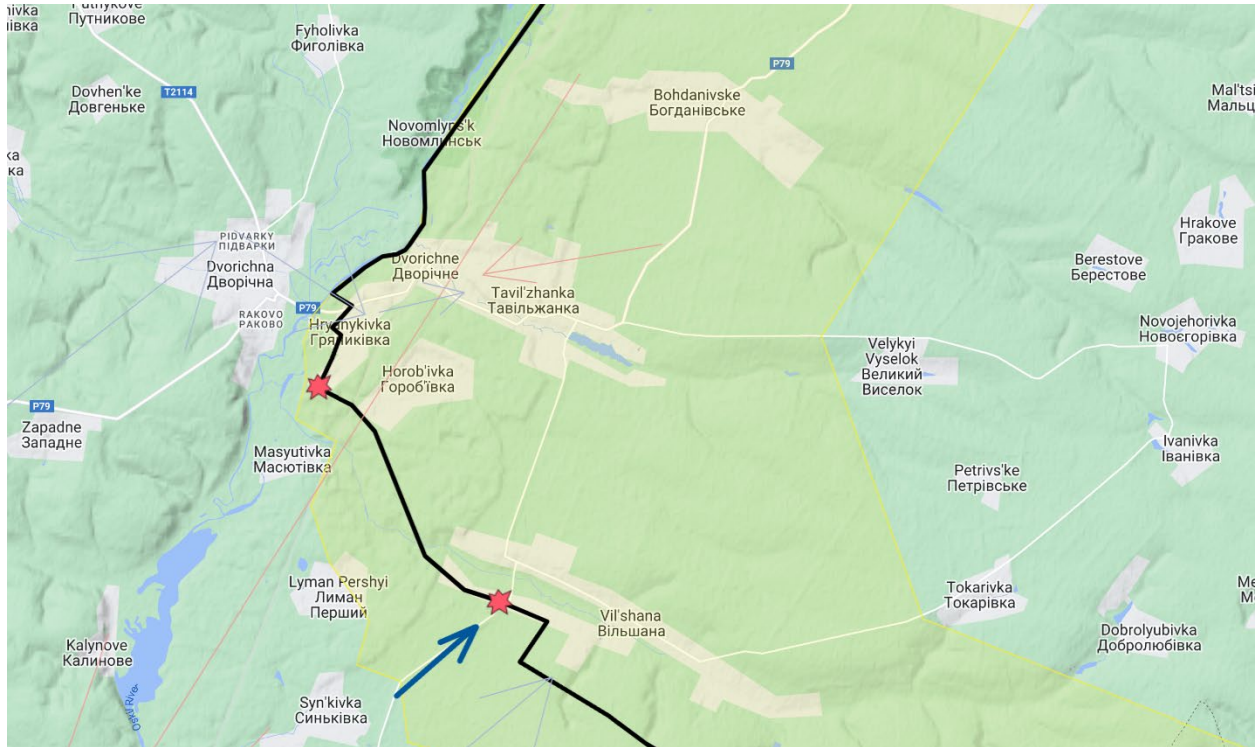 Путникове
Fyholivka
Фиголівка
Dovhen'ke
Довгеньке
T2114
P79
Bohdanivske
Богданівське
Novomlyns'k
Новомлинськ
Mal'tsi
Мальц
Hrakove
Гракове
PIDVARKY
ПІДВАРКИ
Dvorichna
Дворічна
Dvorichne
Дворічне
Berestove
Берестове
RAKOVO
РАКОВО
P79
Tavil'zhanka
Тавільжанка
Hryanykivka
Гряниківка
Novojehorivka
Новоєгорівка
Velykyi
Vyselok
Великий
Виселок
Horob'ivka
Гороб'ївка
P79
Zapadne
Западне
Masyutivka
Масютівка
Ivanivka
Іванівка
Petrivs'ke
Петрівське
Lyman Pershyi
Лиман
Перший
Tokarivka
Токарівка
Vil'shana
Вільшана
Dobrolyubivka
Добролюбівка
Kalynove
Калинове
Syn'kivka
Синьківка
Oskil River